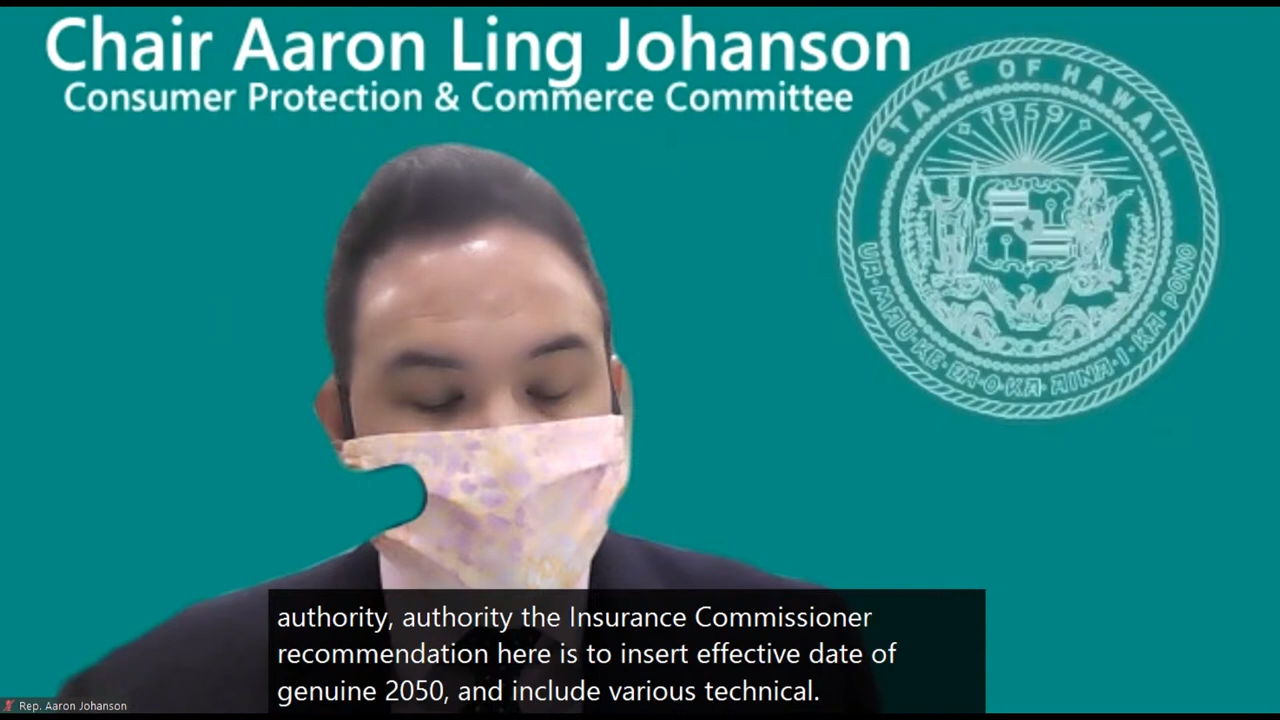 Chair Aaron Ling Johanson
Consumer Protection & Commerce Committee
STATE OF HAWAII
1959
UA·MAU·KE·EA·O·KA·AINA·I·KA·PONO
authority, authority the Insurance Commissioner
recommendation here is to insert effective date of
genuine 2050, and include various technical.
Rep. Aaron Johanson